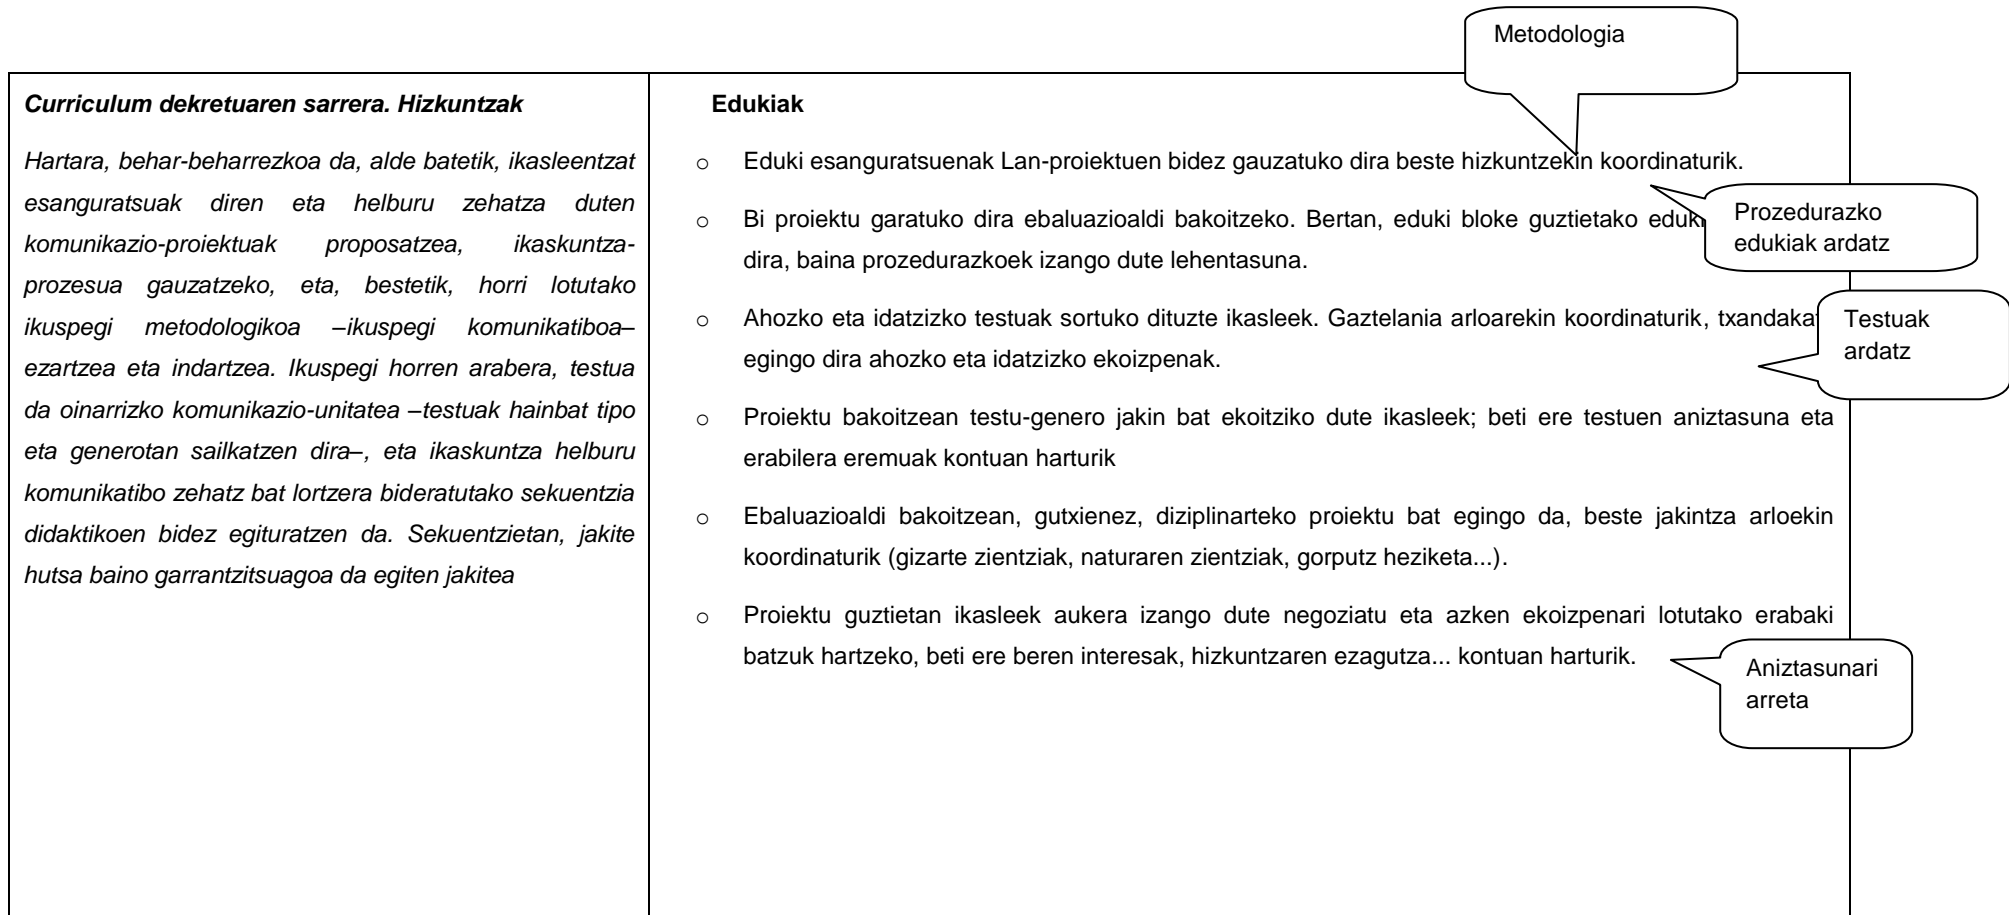 Metodologia
Curriculum dekretuaren sarrera. Hizkuntzak
Hartara, behar-beharrezkoa da, alde batetik, ikasleentzat
esanguratsuak diren eta helburu zehatza duten
komunikazio-proiektuak proposatzea, ikaskuntza-
prozesua gauzatzeko, eta, bestetik, horri lotutako
ikuspegi metodologikoa –ikuspegi komunikatiboa–
ezartzea eta indartzea. Ikuspegi horren arabera, testua
da oinarrizko komunikazio-unitatea –testuak hainbat tipo
eta generotan sailkatzen dira–, eta ikaskuntza helburu
komunikatibo zehatz bat lortzera bideratutako sekuentzia
didaktikoen bidez egituratzen da. Sekuentzietan, jakite
hutsa baino garrantzitsuagoa da egiten jakitea
Edukiak
o Eduki esanguratsuenak Lan-proiektuen bidez gauzatuko dira beste hizkuntzekin koordinaturik.
o Bi proiektu garatuko dira ebaluazioaldi bakoitzeko. Bertan, eduki bloke guztietako
dira, baina prozedurazkoek izango dute lehentasuna.
Prozedurazko
edukiak ardatz
o Ahozko eta idatzizko testuak sortuko dituzte ikasleek. Gaztelania arloarekin koordinaturik,
egingo dira ahozko eta idatzizko ekoizpenak.
Testuak
ardatz
o Proiektu bakoitzean testu-genero jakin bat ekoitziko dute ikasleek; beti ere testuen aniztasuna eta
erabilera eremuak kontuan harturik
o Ebaluazioaldi bakoitzean, gutxienez, diziplinarteko proiektu bat egingo da, beste jakintza arloekin
koordinaturik (gizarte zientziak, naturaren zientziak, gorputz heziketa...).
o Proiektu guztietan ikasleek aukera izango dute negoziatu eta azken ekoizpenari lotutako erabaki
batzuk hartzeko, beti ere beren interesak, hizkuntzaren ezagutza... kontuan harturik.
Aniztasunari
arreta